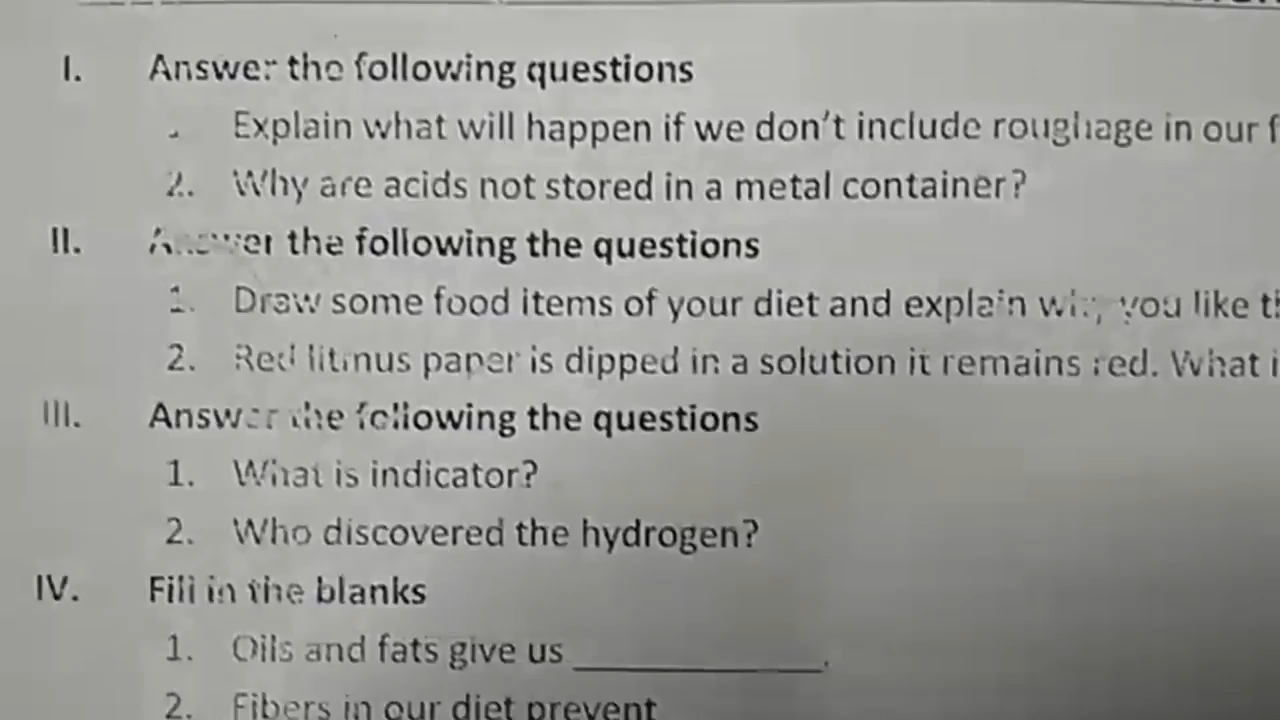 I. Answer the following questions
Explain what will happen if we don't include roughage in our f
2. Why are acids not stored in a metal container?
II. Answer the following the questions
1. Draw some food items of your diet and explain why you like th
2. Red litmus paper is dipped in a solution it remains red. What i
III. Answer the following the questions
1. What is indicator?
2. Who discovered the hydrogen?
IV. Fill in the blanks
1. Oils and fats give us ____________.
2. Fibers in our diet prevent